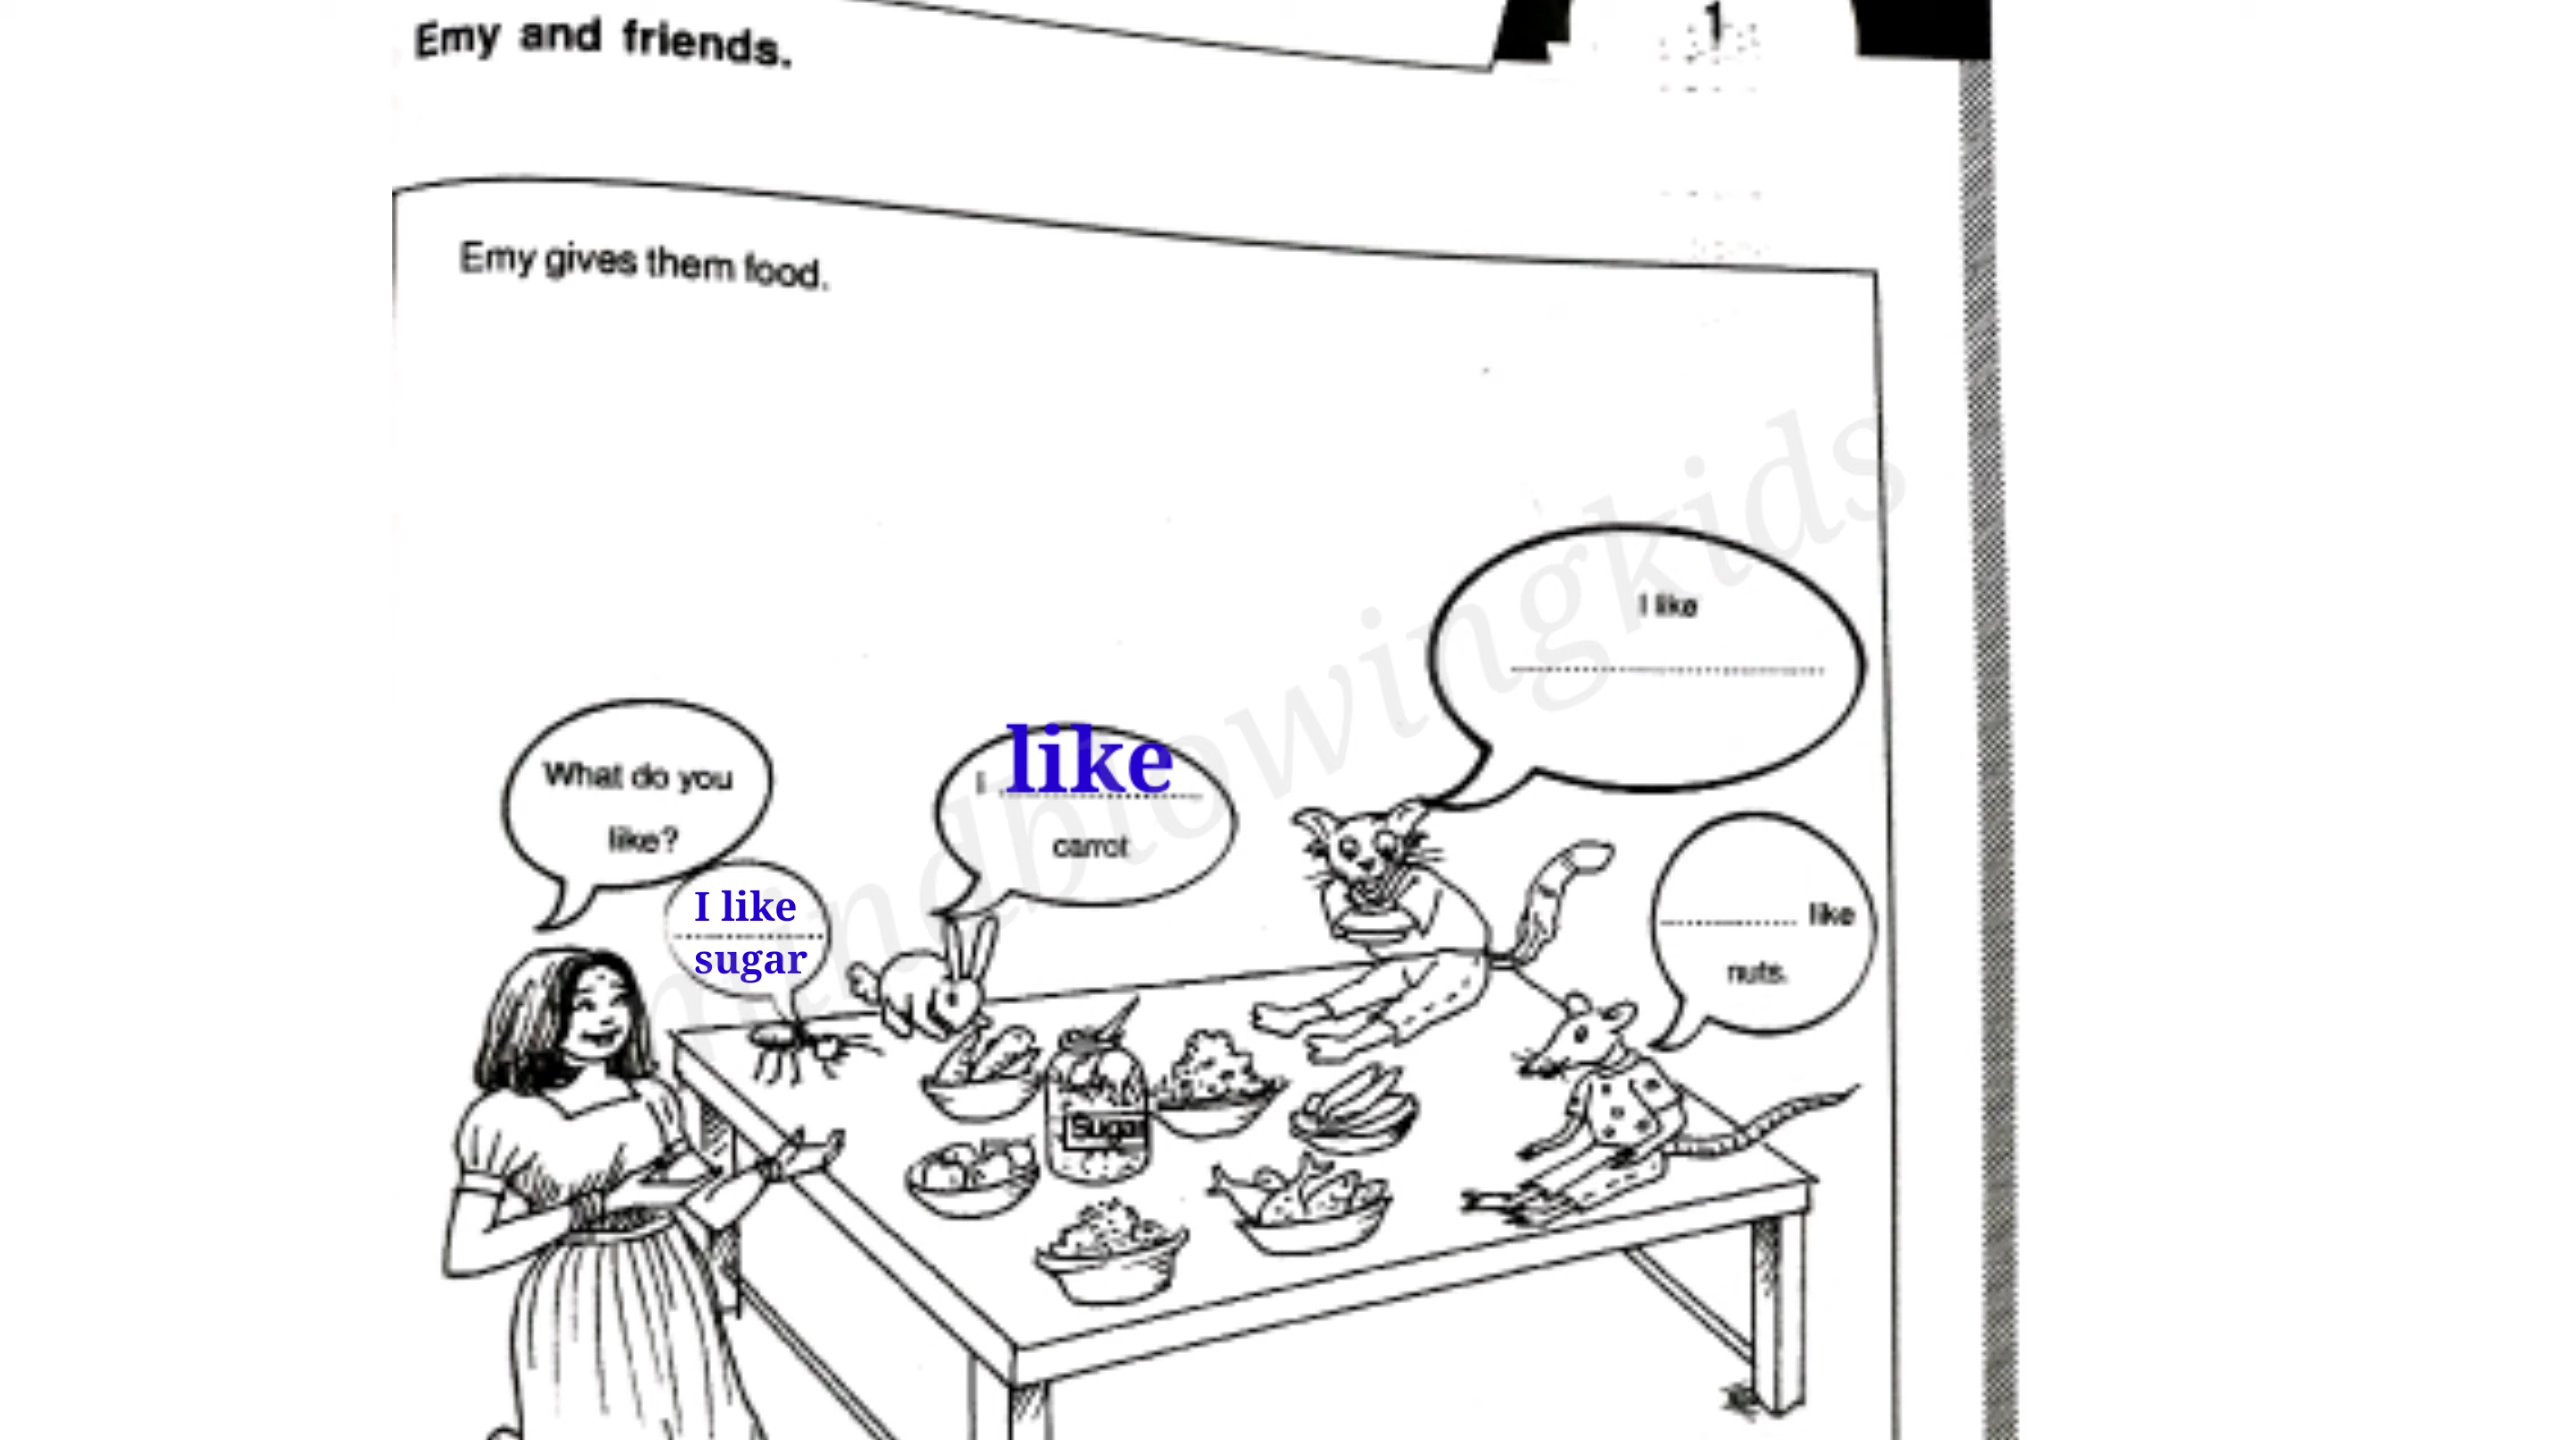 Emy and friends.
1
Emy gives them food.
I like
What do you
like?
I like
sugar
I like
carrot
like
nuts.
Sugar
mindblowingkids